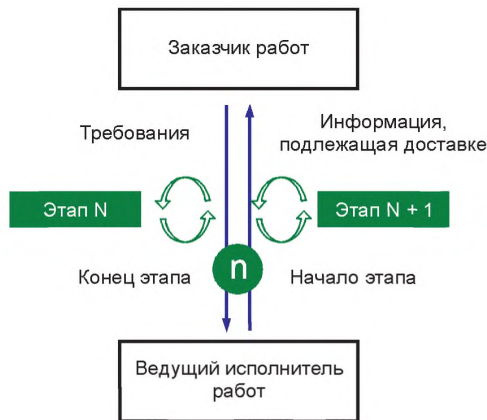 Заказчик работ
Требования
Информация,
подлежащая доставке
Этап N
Этап N + 1
n
Конец этапа
Начало этапа
Ведущий исполнитель
работ